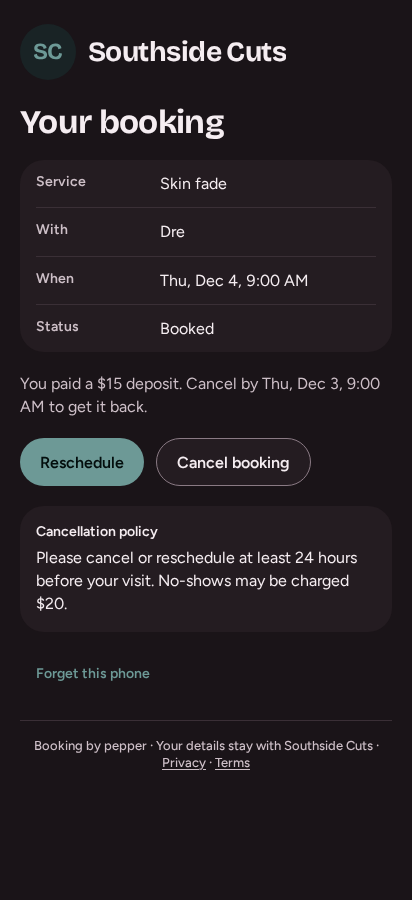 SC
Southside Cuts
Your booking
Service Skin fade
With Dre
When Thu, Dec 4, 9:00 AM
Status Booked
You paid a $15 deposit. Cancel by Thu, Dec 3, 9:00
AM to get it back.
Reschedule Cancel booking
Cancellation policy
Please cancel or reschedule at least 24 hours
before your visit. No-shows may be charged
$20.
Forget this phone
Booking by pepper · Your details stay with Southside Cuts ·
Privacy · Terms